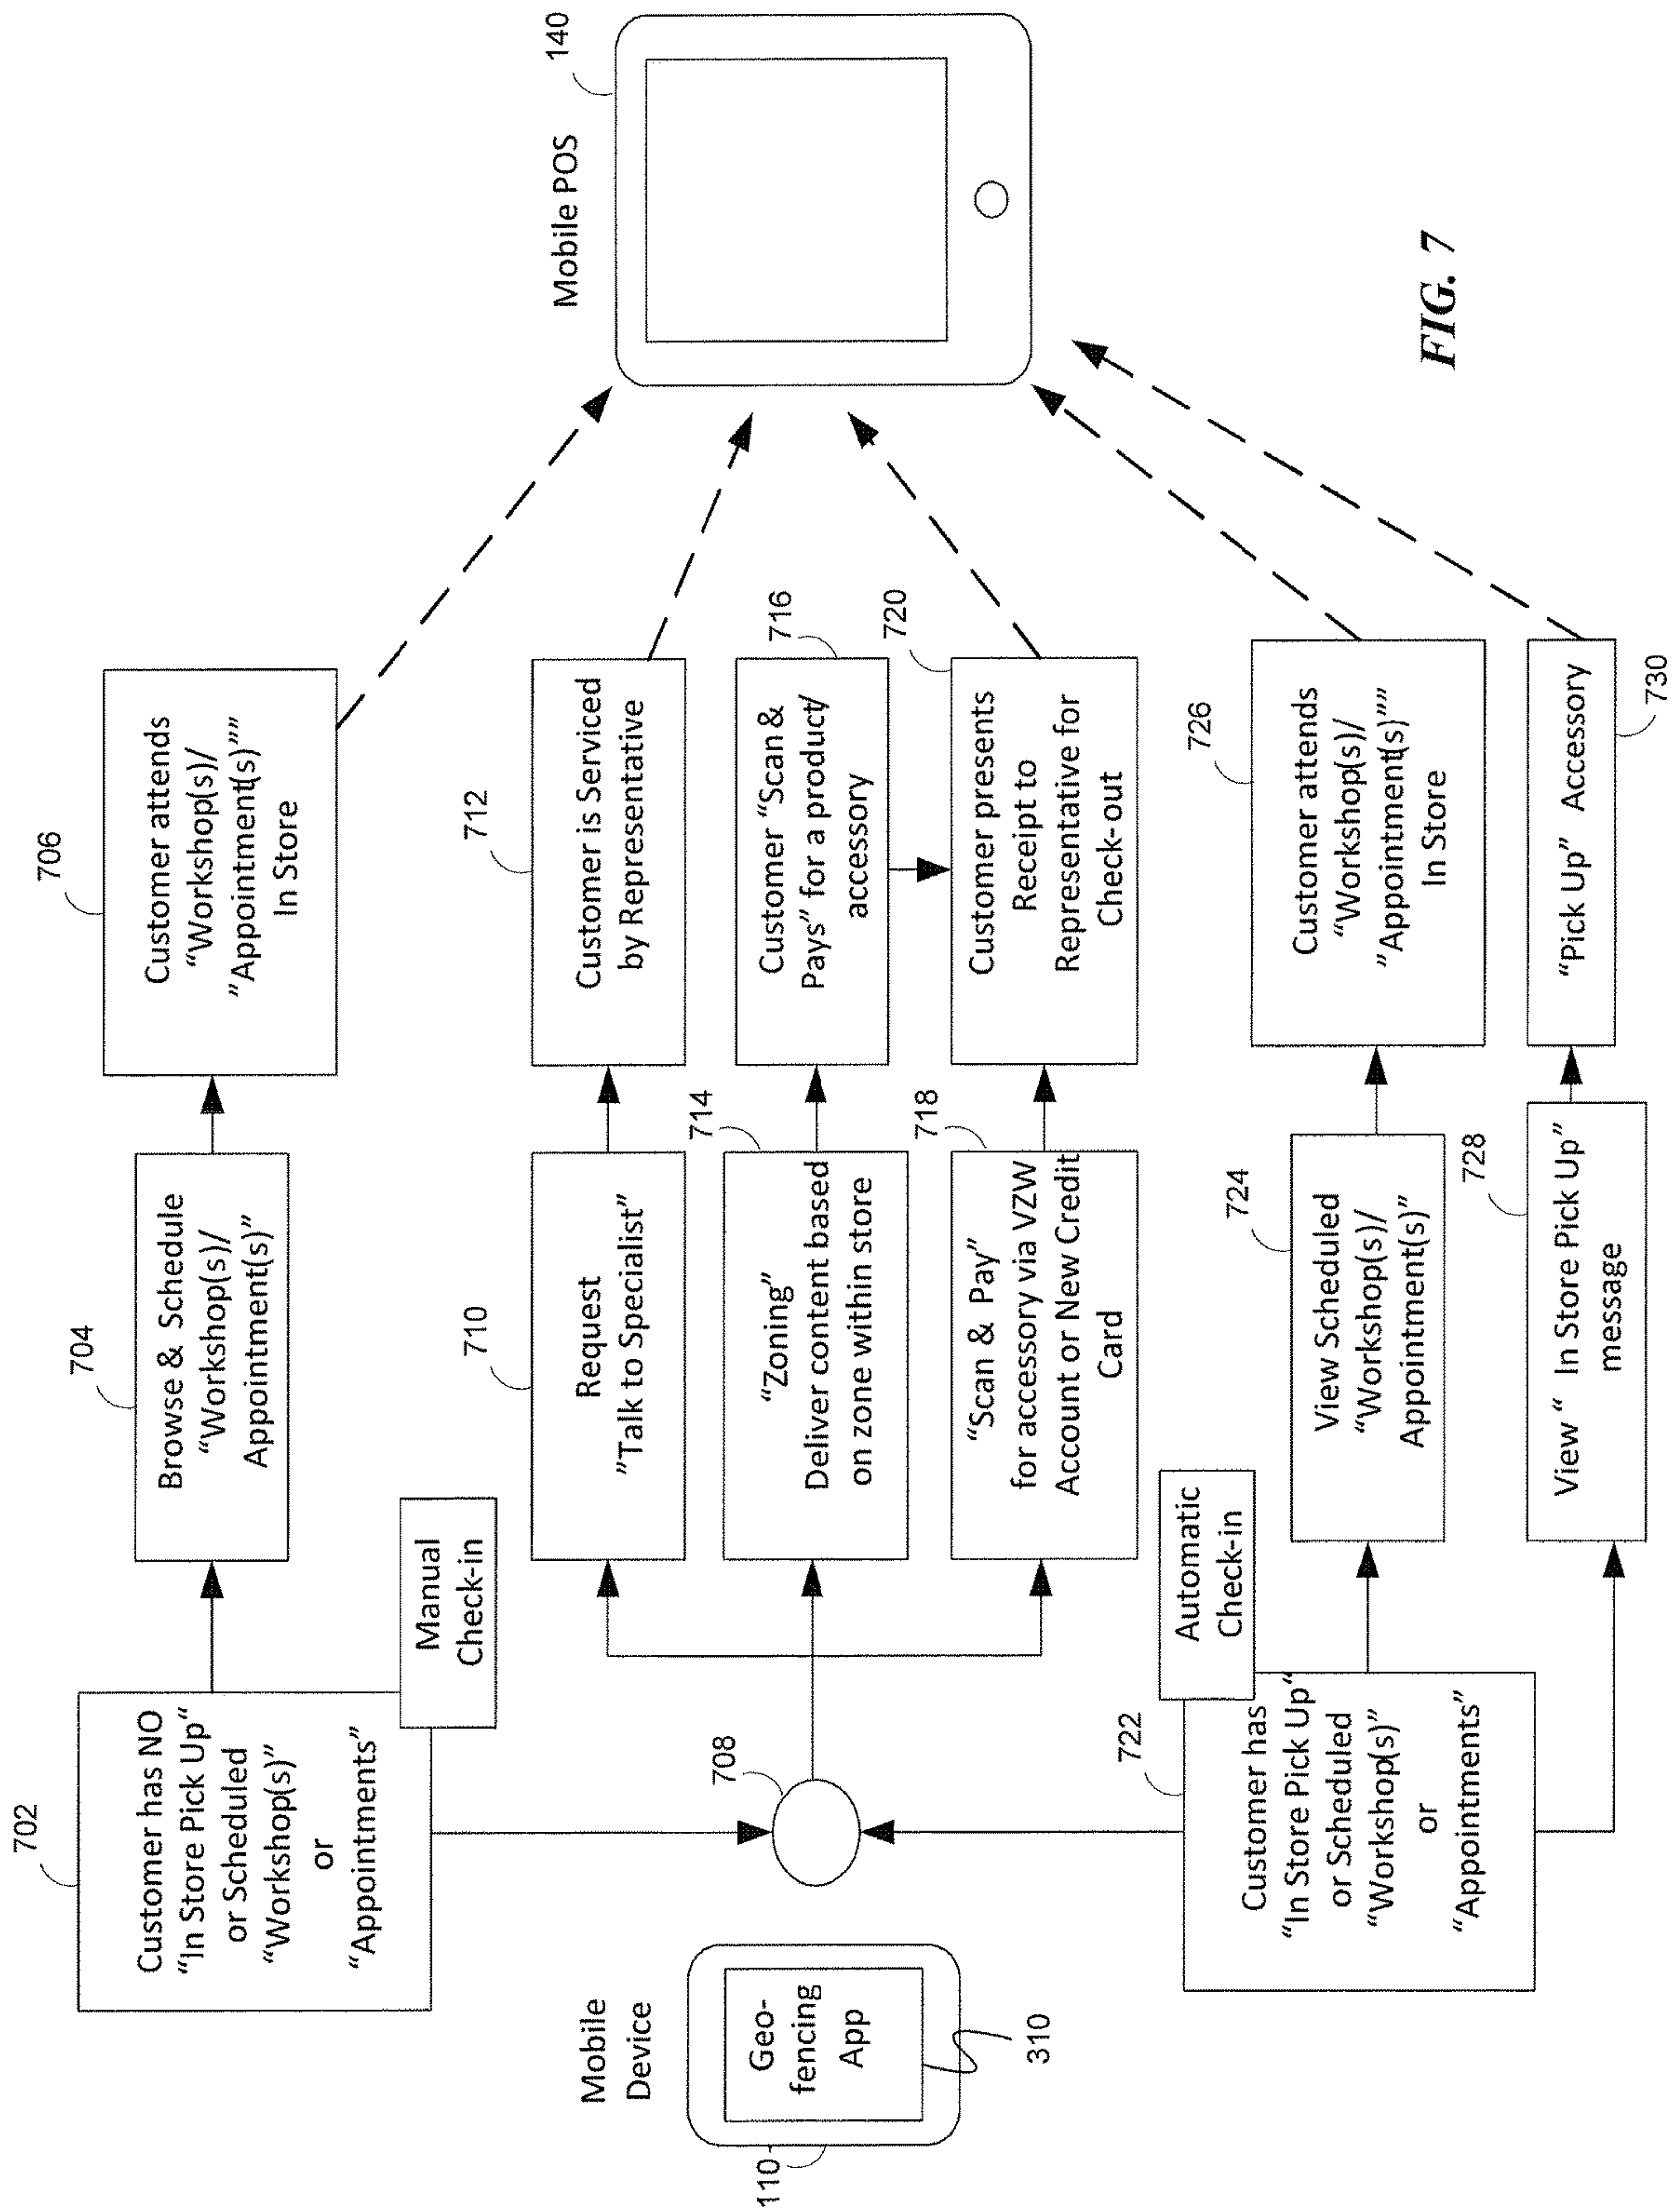 702
Customer has NO
“In Store Pick Up“
or Scheduled
“Workshop(s)”
or
“Appointments”
Manual
Check-in
704
Browse & Schedule
“Workshop(s)/
Appointment(s)”
706
Customer attends
“Workshop(s)/
”Appointment(s)””
In Store
Mobile
Device
Geo-
fencing
App
110
310
708
710
Request
”Talk to Specialist”
712
Customer is Serviced
by Representative
714
“Zoning”
Deliver content based
on zone within store
716
Customer “Scan &
Pays” for a product/
accessory
718
“Scan & Pay”
for accessory via VZW
Account or New Credit
Card
720
Customer presents
Receipt to
Representative for
Check-out
Mobile POS
140
722
Customer has
“In Store Pick Up“
or Scheduled
“Workshop(s)”
or
“Appointments”
Automatic
Check-in
724
View Scheduled
“Workshop(s)/
Appointment(s)”
726
Customer attends
“Workshop(s)/
”Appointment(s)””
In Store
728
View “ In Store Pick Up”
message
“Pick Up” Accessory
730
FIG. 7